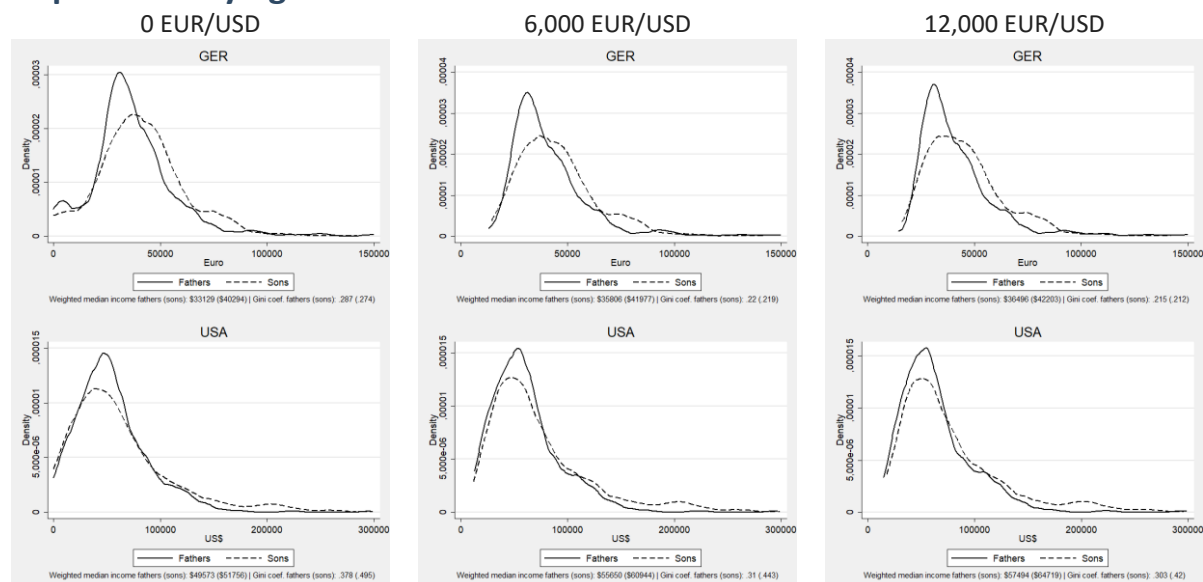 0 EUR/USD
6,000 EUR/USD
12,000 EUR/USD
GER
Density
0
.00001
.00002
.00003
0
50000
100000
150000
Euro
Fathers
Sons
Weighted median income fathers (sons): $33129 ($40294) | Gini coef. fathers (sons): .287 (.274)
GER
Density
0
.00001
.00002
.00003
.00004
0
50000
100000
150000
Euro
Fathers
Sons
Weighted median income fathers (sons): $35806 ($41977) | Gini coef. fathers (sons): .22 (.219)
GER
Density
0
.00001
.00002
.00003
.00004
0
50000
100000
150000
Euro
Fathers
Sons
Weighted median income fathers (sons): $36496 ($42203) | Gini coef. fathers (sons): .215 (.212)
USA
Density
0
5.000e-06
.00001
.000015
0
100000
200000
300000
US$
Fathers
Sons
Weighted median income fathers (sons): $49573 ($51756) | Gini coef. fathers (sons): .378 (.495)
USA
Density
0
5.000e-06
.00001
.000015
0
100000
200000
300000
US$
Fathers
Sons
Weighted median income fathers (sons): $55650 ($60944) | Gini coef. fathers (sons): .31 (.443)
USA
Density
0
5.000e-06
.00001
.000015
0
100000
200000
300000
US$
Fathers
Sons
Weighted median income fathers (sons): $57494 ($64719) | Gini coef. fathers (sons): .303 (.42)